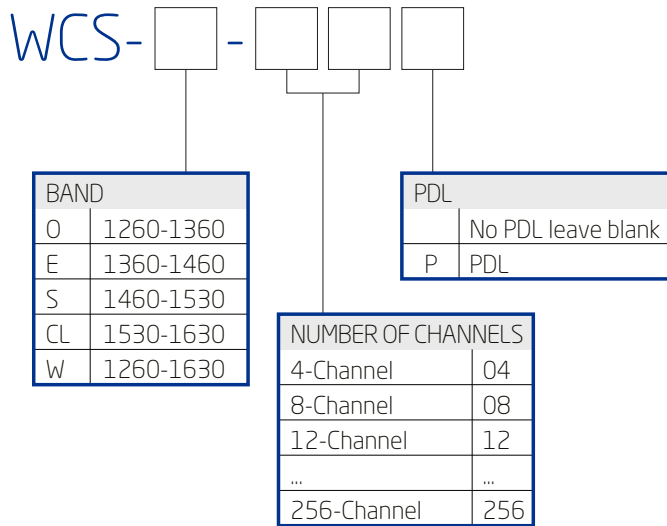 WCS- -
BAND
O 1260-1360
E 1360-1460
S 1460-1530
CL 1530-1630
W 1260-1630
PDL
No PDL leave blank
P PDL
NUMBER OF CHANNELS
4-Channel 04
8-Channel 08
12-Channel 12
... ...
256-Channel 256